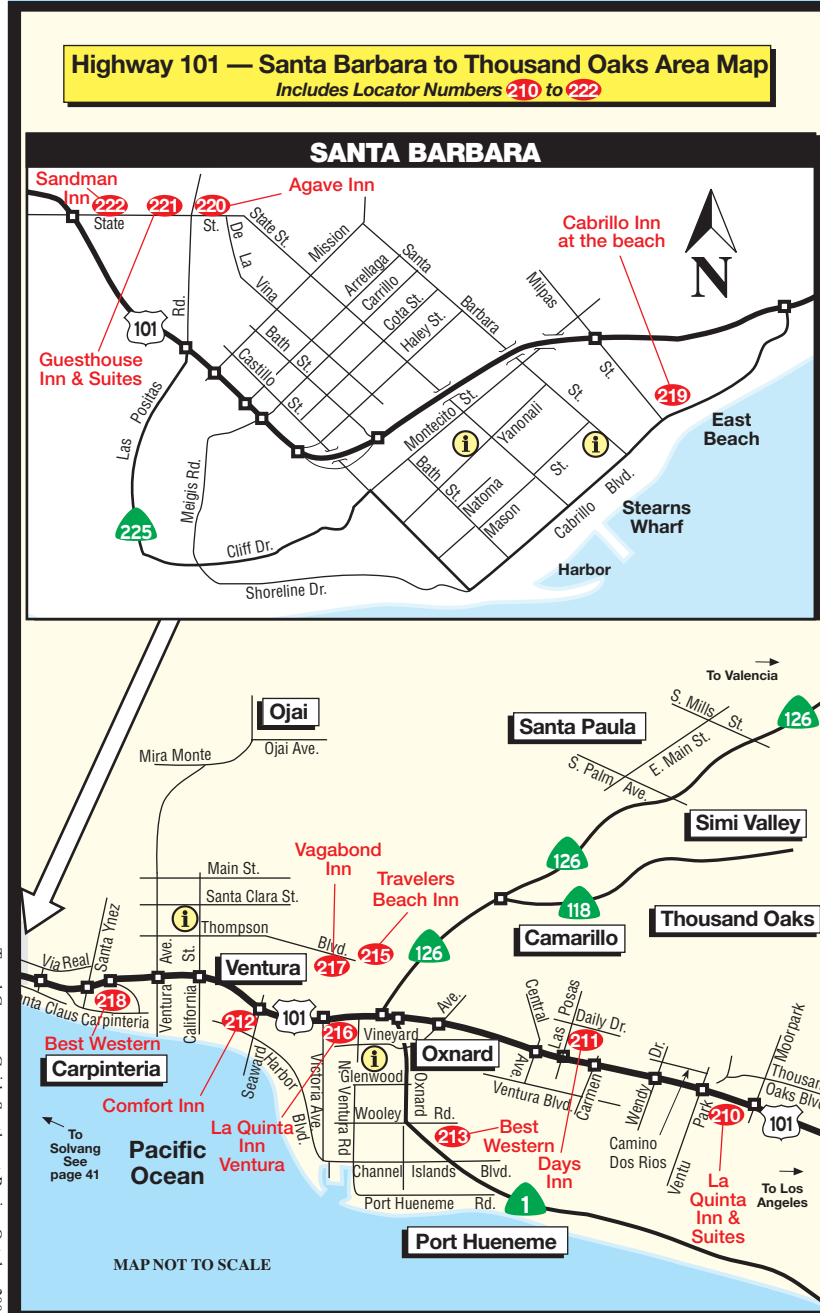 Highway 101 — Santa Barbara to Thousand Oaks Area Map
Includes Locator Numbers 210 to 222
SANTA BARBARA
Sandman
Inn
222
221
220
Agave Inn
State
St.
State St.
De
La
Vina
Mission
Arrellaga
Carrillo
Cota St.
Haley St.
Santa
Barbara
St.
Milpas
St.
Cabrillo Inn
at the beach
N
101
Rd.
Guesthouse
Inn & Suites
Bath
St.
Castillo
St.
219
East
Beach
Las
Positas
Montecito
St.
Yanonali
St.
i
i
Meigis Rd.
Bath
St.
Natoma
Mason
Cabrillo
Blvd.
Stearns
Wharf
225
Cliff Dr.
Shoreline Dr.
Harbor
To Valencia
Ojai
Ojai Ave.
Mira Monte
Santa Paula
S. Mills
St.
126
E. Main St.
S. Palm
Ave.
Simi Valley
Main St.
Santa Clara St.
Thompson
Blvd.
i
Vagabond
Inn
217
Travelers
Beach Inn
215
126
126
118
Camarillo
Thousand Oaks
Via Real
Santa Ynez
Ventura
Ave.
California
St.
Ventura
Carpinteria
218
Best Western
Carpinteria
212
Comfort Inn
Seaward
101
Harbor
Blvd.
Victoria Ave.
216
La Quinta
Inn
Ventura
N. Ventura Rd
Vineyard
Ave.
i
Glenwood
Oxnard
Oxnard
Wooley
Rd.
213
Best
Western
Central
Ave.
Las
Posas
Daily Dr.
211
Days
Inn
Ventura Blvd.
Carmen
Wendy
Dr.
Camino
Dos Rios
Ventu
Park
210
La
Quinta
Inn &
Suites
Moorpark
101
To Los
Angeles
Channel
Islands
Blvd.
Port Hueneme
Rd.
1
Port Hueneme
To
Solvang
See
page 41
Pacific
Ocean
MAP NOT TO SCALE